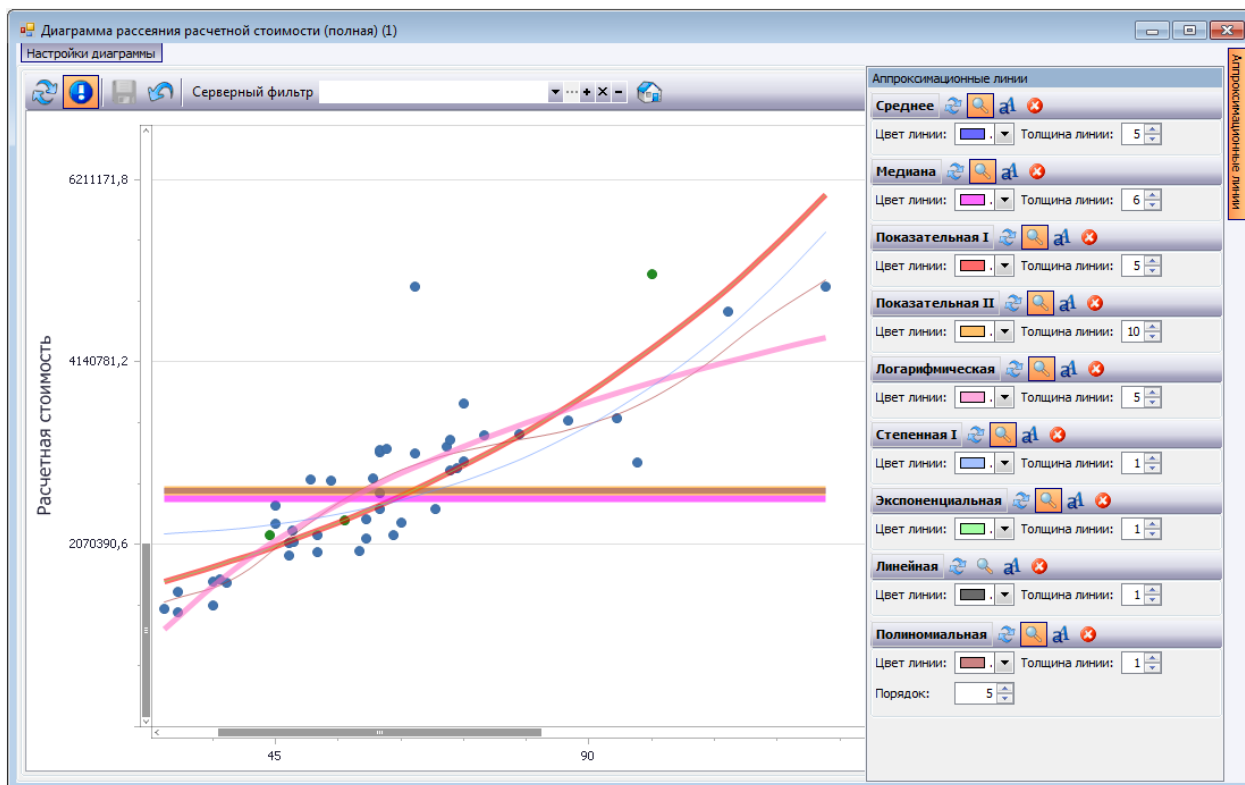 Диаграмма рассеяния расчетной стоимости (полная) (1)
Настройки диаграммы
Серверный фильтр
6211171,8
4140781,2
2070390,6
Расчетная стоимость
45
90
Аппроксинационные линии
Среднее
Цвет линии: Толщина линии: 5
Медиана
Цвет линии: Толщина линии: 6
Показательная I
Цвет линии: Толщина линии: 5
Показательная II
Цвет линии: Толщина линии: 10
Логарифмическая
Цвет линии: Толщина линии: 5
Степенная I
Цвет линии: Толщина линии: 1
Экспоненциальная
Цвет линии: Толщина линии: 1
Линейная
Цвет линии: Толщина линии: 1
Полиномиальная
Цвет линии: Толщина линии: 1
Порядок: 5
Аппроксимационные линии